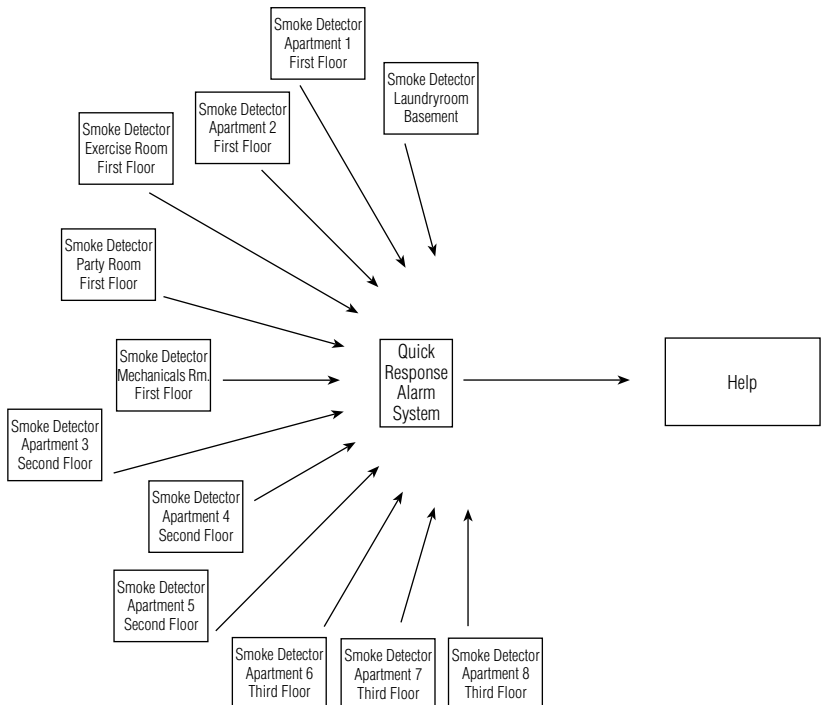 Smoke Detector
Apartment 1
First Floor
Smoke Detector
Laundryroom
Basement
Smoke Detector
Apartment 2
First Floor
Smoke Detector
Exercise Room
First Floor
Smoke Detector
Party Room
First Floor
Smoke Detector
Mechanicals Rm.
First Floor
Quick
Response
Alarm
System
Help
Smoke Detector
Apartment 3
Second Floor
Smoke Detector
Apartment 4
Second Floor
Smoke Detector
Apartment 5
Second Floor
Smoke Detector
Apartment 6
Third Floor
Smoke Detector
Apartment 7
Third Floor
Smoke Detector
Apartment 8
Third Floor